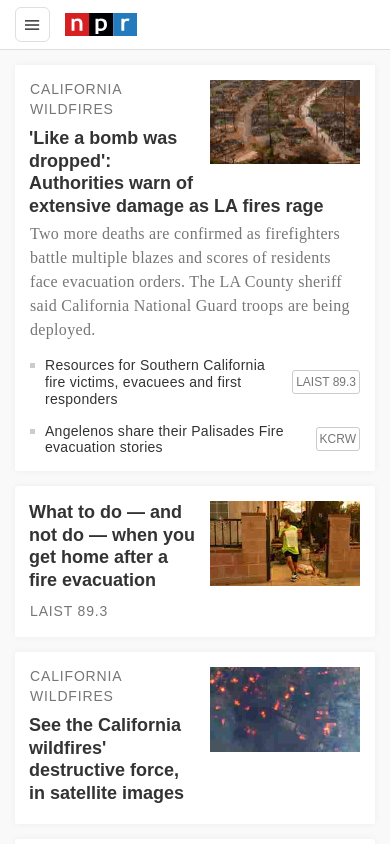 npr
CALIFORNIA
WILDFIRES
'Like a bomb was
dropped':
Authorities warn of
extensive damage as LA fires rage
Two more deaths are confirmed as firefighters
battle multiple blazes and scores of residents
face evacuation orders. The LA County sheriff
said California National Guard troops are being
deployed.
Resources for Southern California
fire victims, evacuees and first
responders
LAIST 89.3
Angelenos share their Palisades Fire
evacuation stories
KCRW
What to do — and
not do — when you
get home after a
fire evacuation
LAIST 89.3
CALIFORNIA
WILDFIRES
See the California
wildfires'
destructive force,
in satellite images